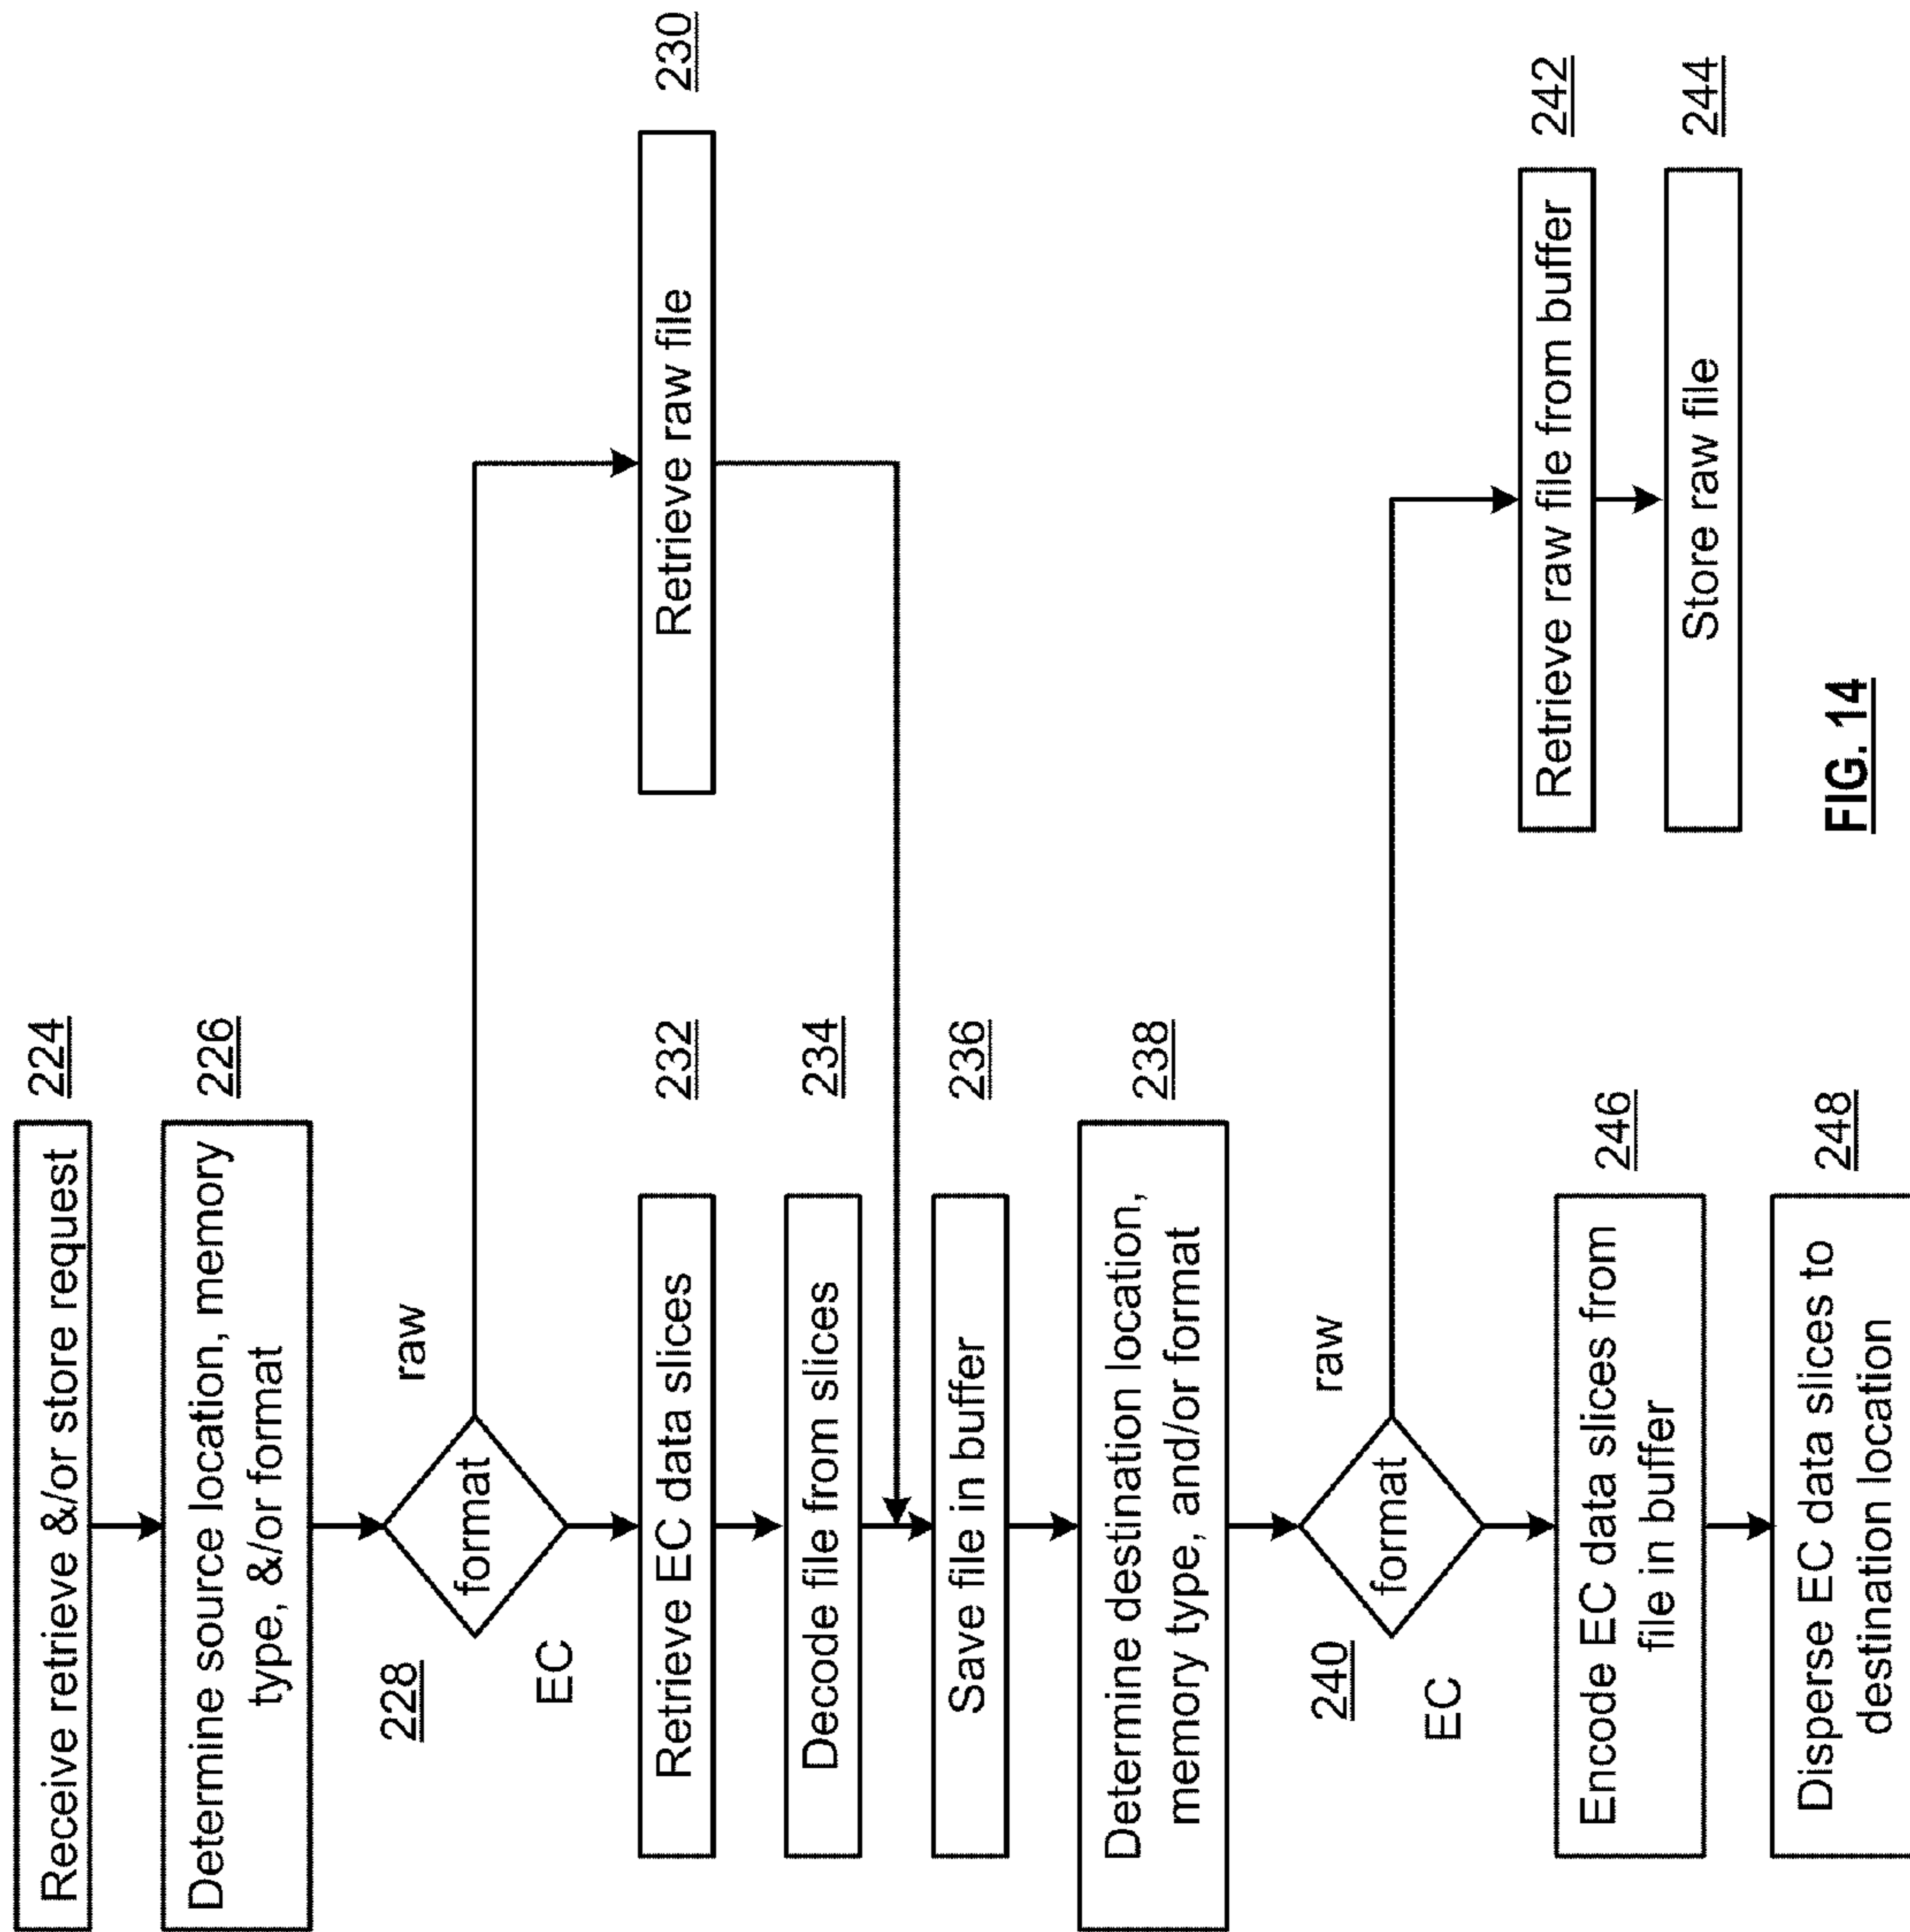 Receive retrieve &/or store request
224
Determine source location, memory
type, &/or format
226
228
format
raw
EC
Retrieve raw file
230
Retrieve EC data slices
232
Decode file from slices
234
Save file in buffer
236
Determine destination location,
memory type, and/or format
238
240
format
raw
EC
Retrieve raw file from buffer
242
Store raw file
244
Encode EC data slices from
file in buffer
246
Disperse EC data slices to
destination location
248
FIG. 14